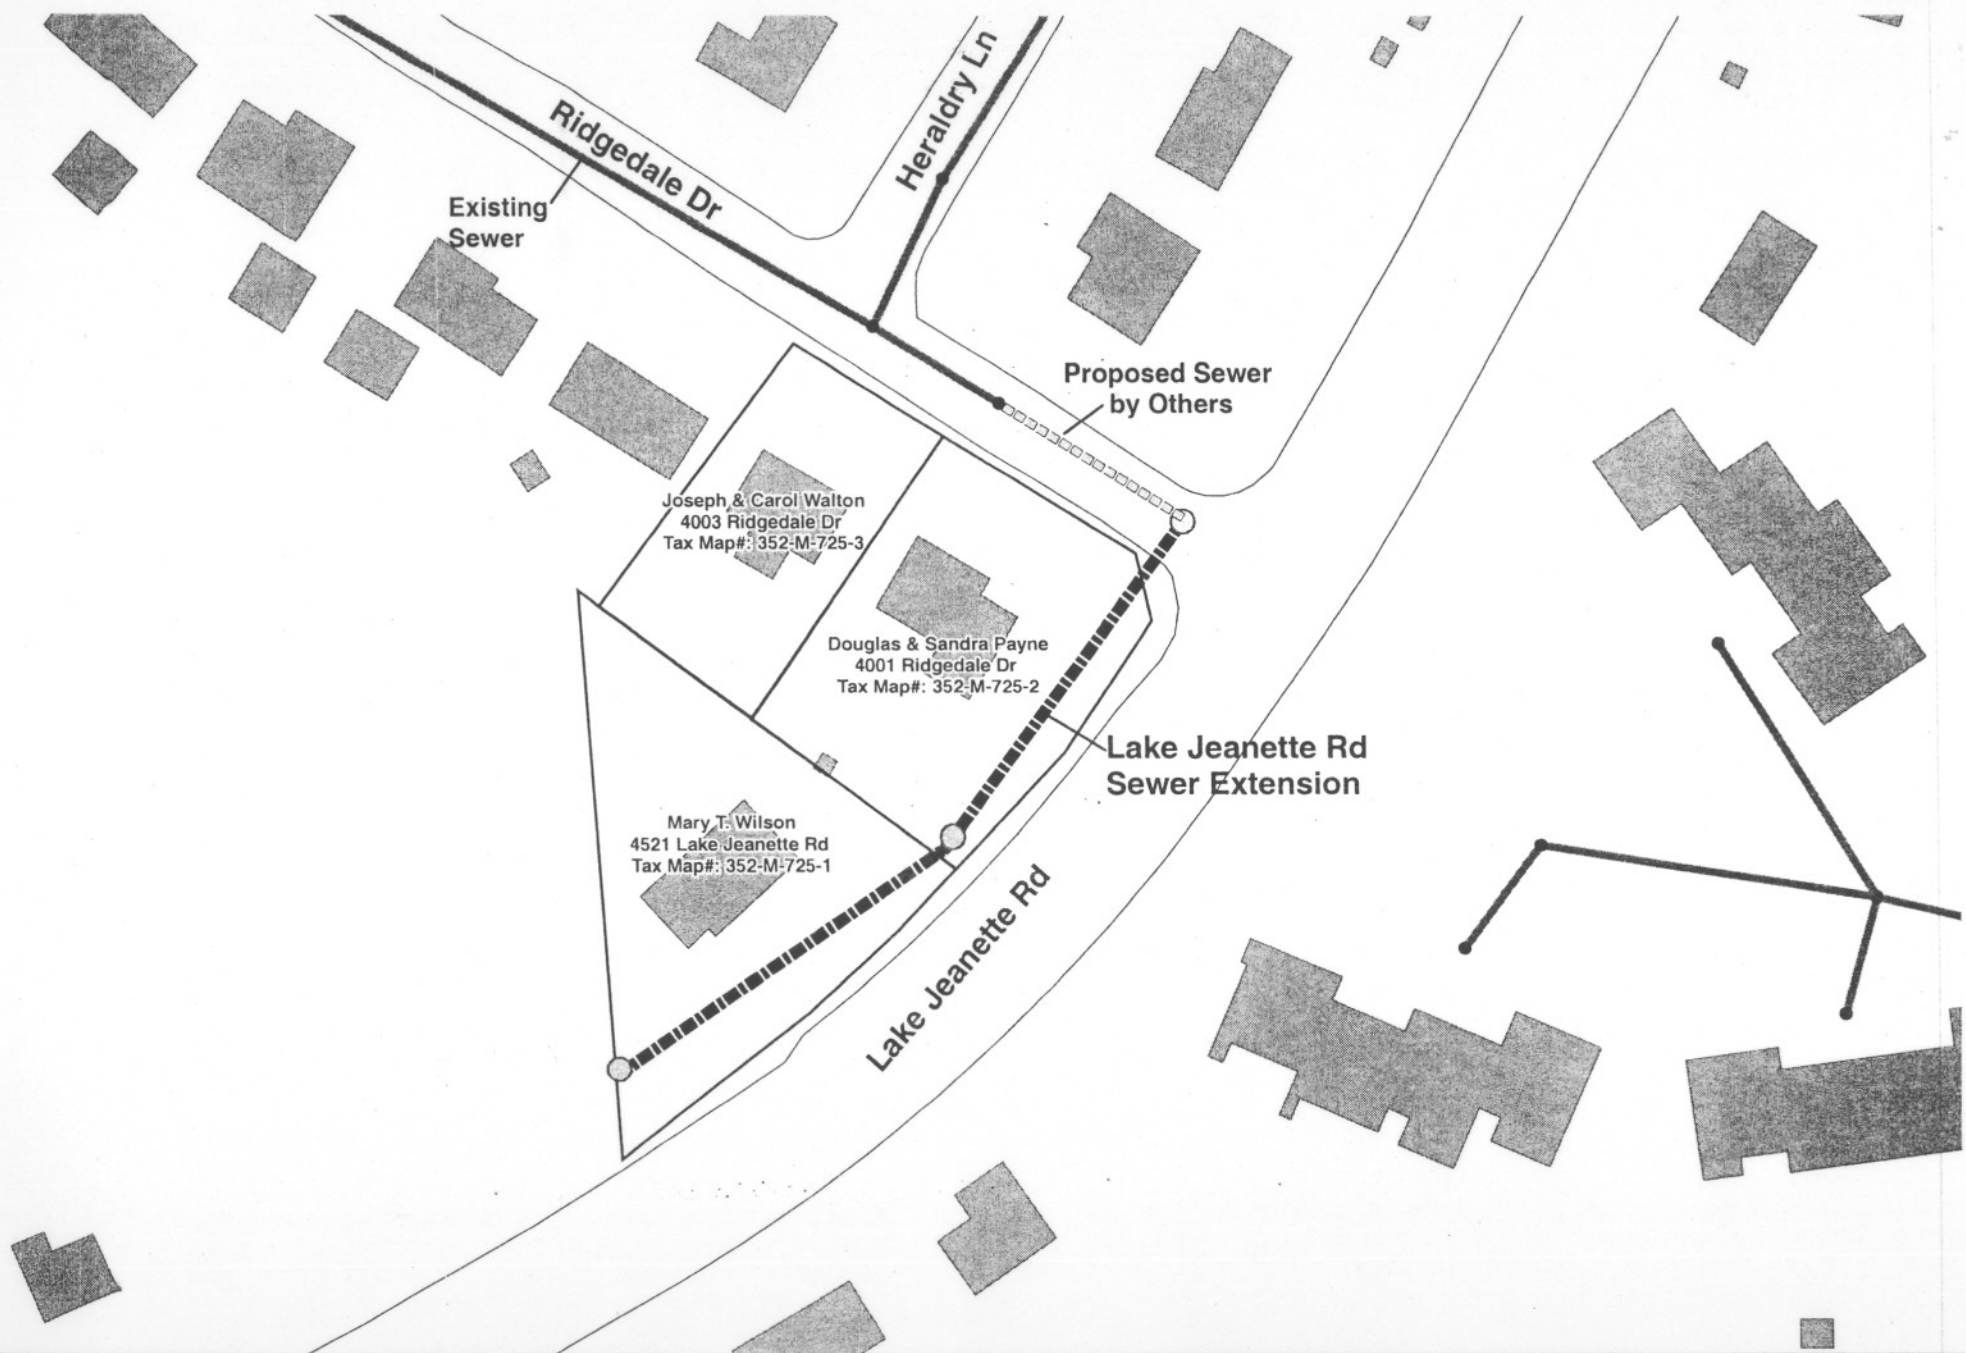 Ridgedale Dr
Heraldry Ln
Existing
Sewer
Proposed Sewer
by Others
Joseph & Carol Walton
4003 Ridgedale Dr
Tax Map#: 352-M-725-3
Douglas & Sandra Payne
4001 Ridgedale Dr
Tax Map#: 352-M-725-2
Lake Jeanette Rd
Sewer Extension
Mary T. Wilson
4521 Lake Jeanette Rd
Tax Map#: 352-M-725-1
Lake Jeanette Rd